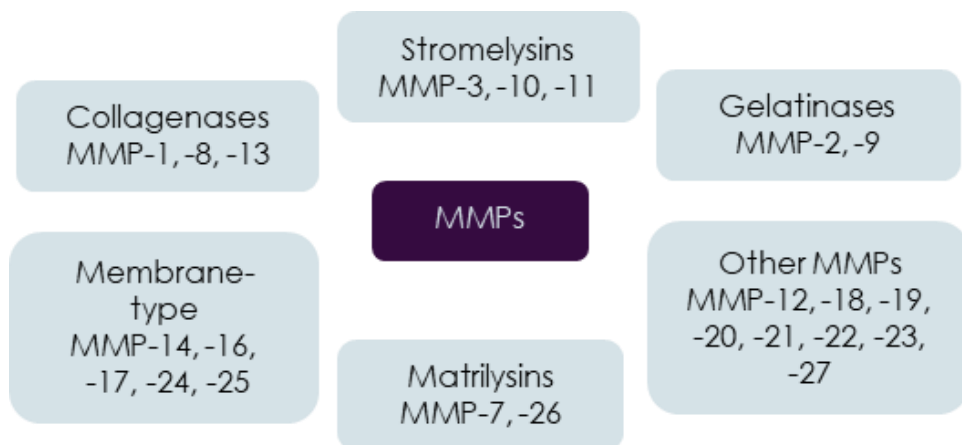 Stromelysins
MMP-3, -10, -11
Collagenases
MMP-1, -8, -13
Gelatinases
MMP-2, -9
MMPs
Membrane-
type
MMP-14, -16,
-17, -24, -25
Other MMPs
MMP-12, -18, -19,
-20, -21, -22, -23,
-27
Matrilysins
MMP-7, -26